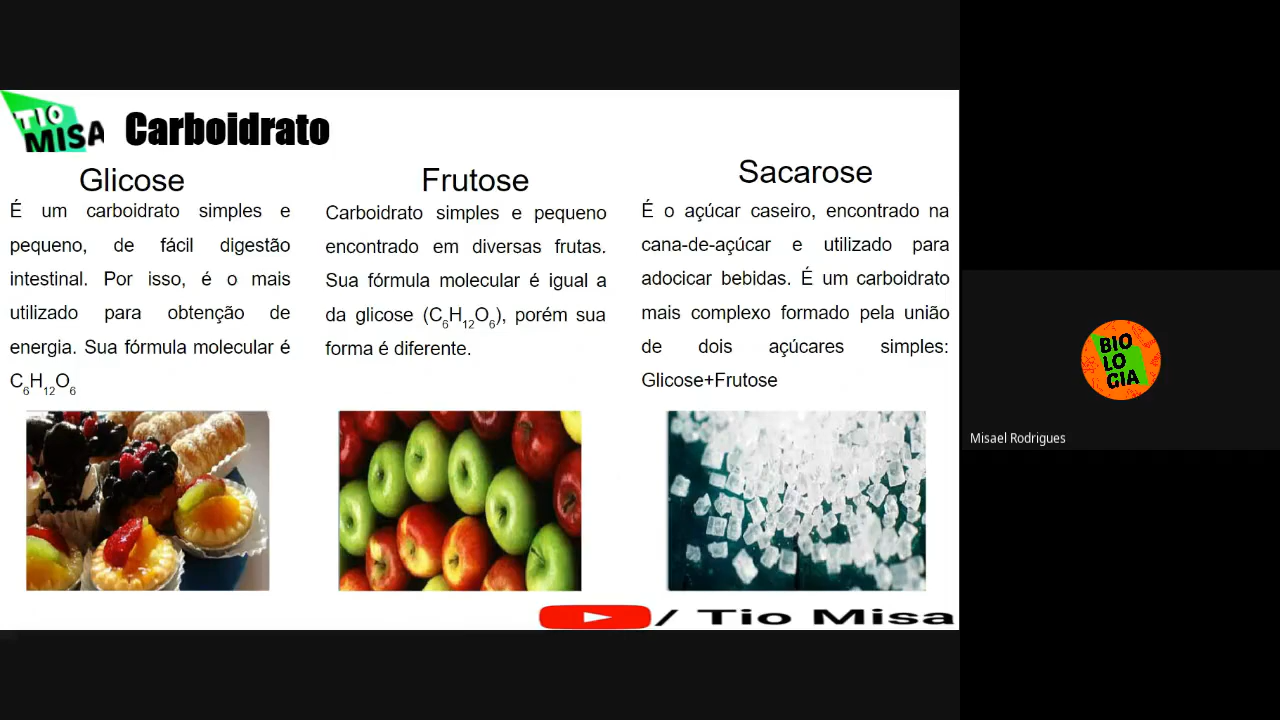 TIO
MISA
Carboidrato
Glicose
É um carboidrato simples e
pequeno, de fácil digestão
intestinal. Por isso, é o mais
utilizado para obtenção de
energia. Sua fórmula molecular é
C6H12O6
Frutose
Carboidrato simples e pequeno
encontrado em diversas frutas.
Sua fórmula molecular é igual a
da glicose (C6H12O6), porém sua
forma é diferente.
Sacarose
É o açúcar caseiro, encontrado na
cana-de-açúcar e utilizado para
adocicar bebidas. É um carboidrato
mais complexo formado pela união
de dois açúcares simples:
Glicose+Frutose
/ Tio Misa
BIO
LO
GIA
Misael Rodrigues